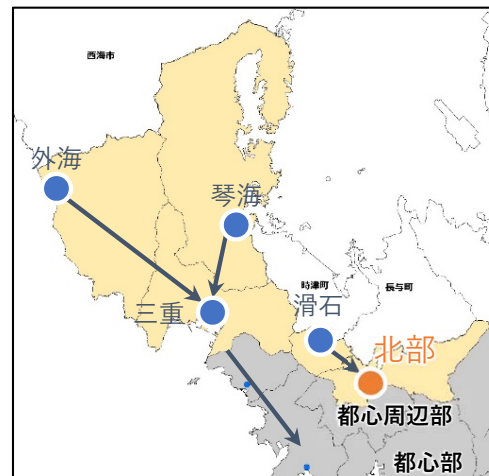 西海市
外海
琴海
時津町
長与町
三重
滑石
北部
都心周辺部
都心部